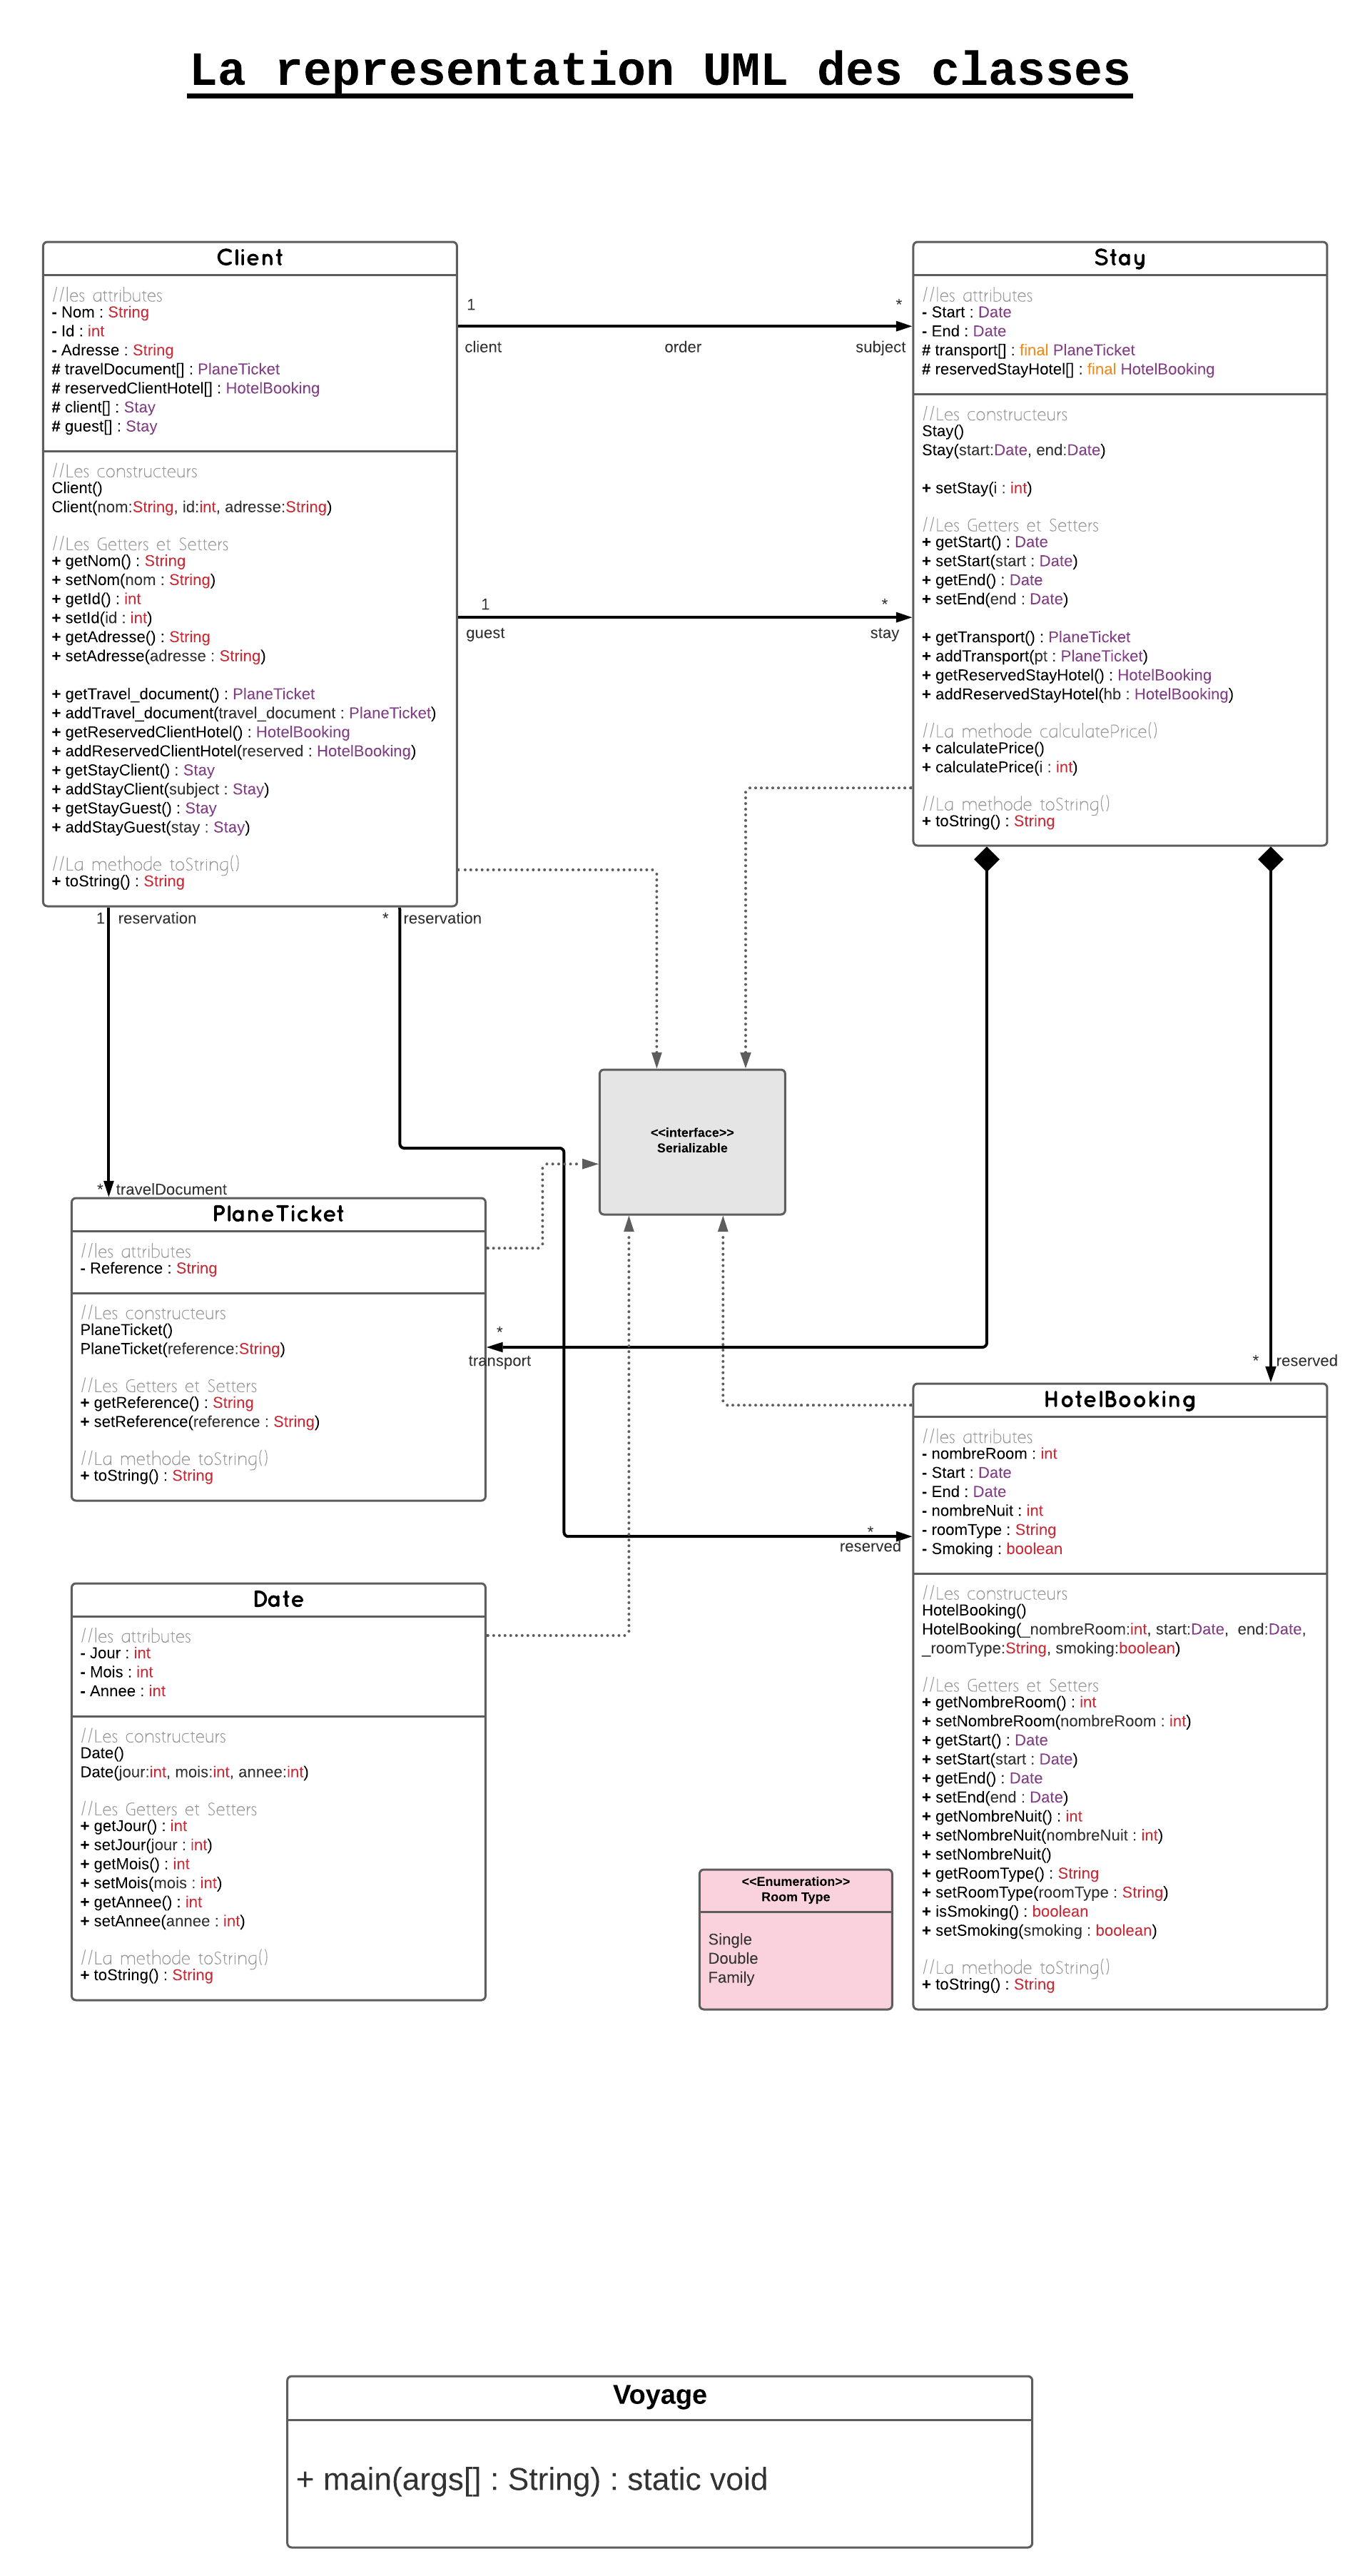 La representation UML des classes
Client
//les attributes
- Nom : String
- Id : int
- Adresse : String
# travelDocument[] : PlaneTicket
# reservedClientHotel[] : HotelBooking
# client[] : Stay
# guest[] : Stay
//Les constructeurs
Client()
Client(nom:String, id:int, adresse:String)
//Les Getters et Setters
+ getNom() : String
+ setNom(nom : String)
+ getId() : int
+ setId(id : int)
+ getAdresse() : String
+ setAdresse(adresse : String)
+ getTravel_document() : PlaneTicket
+ addTravel_document(travel_document : PlaneTicket)
+ getReservedClientHotel() : HotelBooking
+ addReservedClientHotel(reserved : HotelBooking)
+ getStayClient() : Stay
+ addStayClient(subject : Stay)
+ getStayGuest() : Stay
+ addStayGuest(stay : Stay)
//La methode toString()
+ toString() : String
1 *
client order subject
1 *
guest stay
Stay
//les attributes
- Start : Date
- End : Date
# transport[] : final PlaneTicket
# reservedStayHotel[] : final HotelBooking
//Les constructeurs
Stay()
Stay(start:Date, end:Date)
+ setStay(i : int)
//Les Getters et Setters
+ getStart() : Date
+ setStart(start : Date)
+ getEnd() : Date
+ setEnd(end : Date)
+ getTransport() : PlaneTicket
+ addTransport(pt : PlaneTicket)
+ getReservedStayHotel() : HotelBooking
+ addReservedStayHotel(hb : HotelBooking)
//La methode calculatePrice()
+ calculatePrice()
+ calculatePrice(i : int)
//La methode toString()
+ toString() : String
1 reservation
* reservation
<<interface>>
Serializable
* travelDocument
PlaneTicket
//les attributes
- Reference : String
//Les constructeurs
PlaneTicket()
PlaneTicket(reference:String)
//Les Getters et Setters
+ getReference() : String
+ setReference(reference : String)
//La methode toString()
+ toString() : String
*
transport
* reserved
*
reserved
HotelBooking
//les attributes
- nombreRoom : int
- Start : Date
- End : Date
- nombreNuit : int
- roomType : String
- Smoking : boolean
//Les constructeurs
HotelBooking()
HotelBooking(_nombreRoom:int, start:Date, end:Date,
_roomType:String, smoking:boolean)
//Les Getters et Setters
+ getNombreRoom() : int
+ setNombreRoom(nombreRoom : int)
+ getStart() : Date
+ setStart(start : Date)
+ getEnd() : Date
+ setEnd(end : Date)
+ getNombreNuit() : int
+ setNombreNuit(nombreNuit : int)
+ setNombreNuit()
+ getRoomType() : String
+ setRoomType(roomType : String)
+ isSmoking() : boolean
+ setSmoking(smoking : boolean)
//La methode toString()
+ toString() : String
Date
//les attributes
- Jour : int
- Mois : int
- Annee : int
//Les constructeurs
Date()
Date(jour:int, mois:int, annee:int)
//Les Getters et Setters
+ getJour() : int
+ setJour(jour : int)
+ getMois() : int
+ setMois(mois : int)
+ getAnnee() : int
+ setAnnee(annee : int)
//La methode toString()
+ toString() : String
<<Enumeration>>
Room Type
Single
Double
Family
Voyage
+ main(args[] : String) : static void